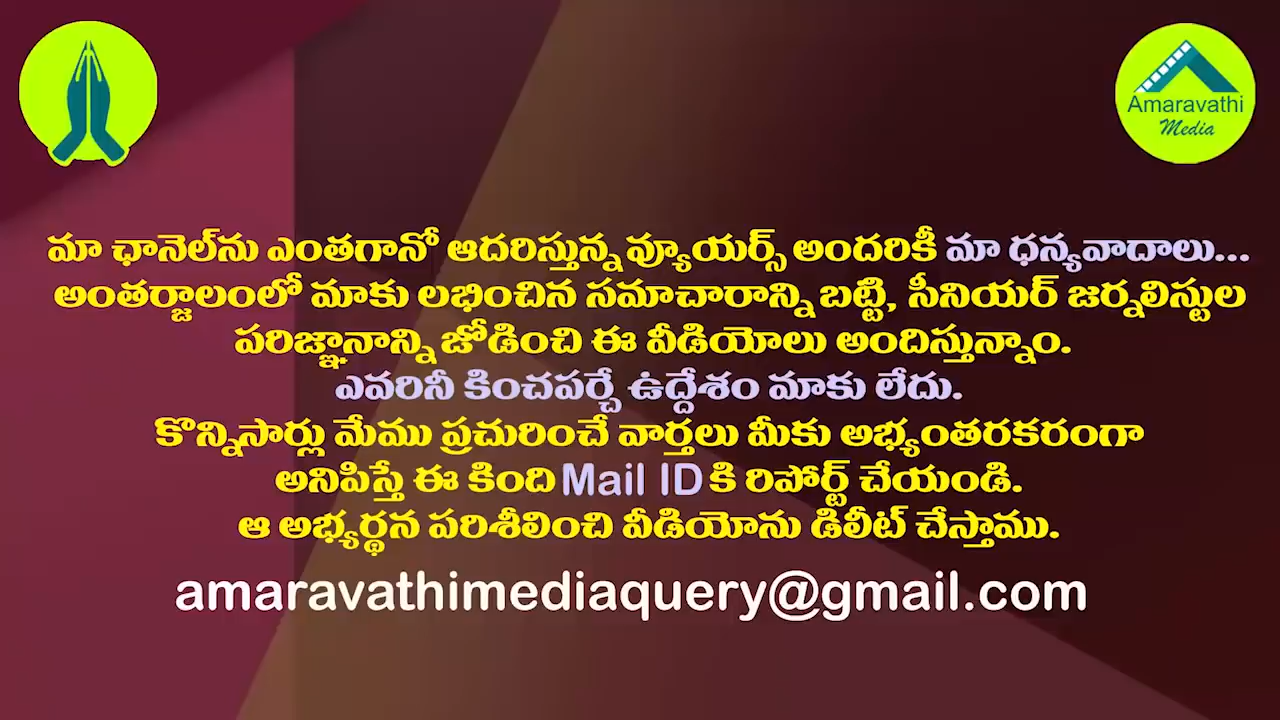 Amaravathi
Media
మా ఛానెల్‌ను ఎంతగానో ఆదరిస్తున్న వ్యూయర్స్ అందరికీ మా ధన్యవాదాలు...
అంతర్జాలంలో మాకు లభించిన సమాచారాన్ని బట్టి, సీనియర్ జర్నలిస్టుల
పరిజ్ఞానాన్ని జోడించి ఈ వీడియోలు అందిస్తున్నాం.
ఎవరినీ కించపర్చే ఉద్దేశం మాకు లేదు.
కొన్నిసార్లు మేము ప్రచురించే వార్తలు మీకు అభ్యంతరకరంగా
అనిపిస్తే ఈ కింది Mail ID కి రిపోర్ట్ చేయండి.
ఆ అభ్యర్థన పరిశీలించి వీడియోను డిలీట్ చేస్తాము.
amaravathimediaquery@gmail.com